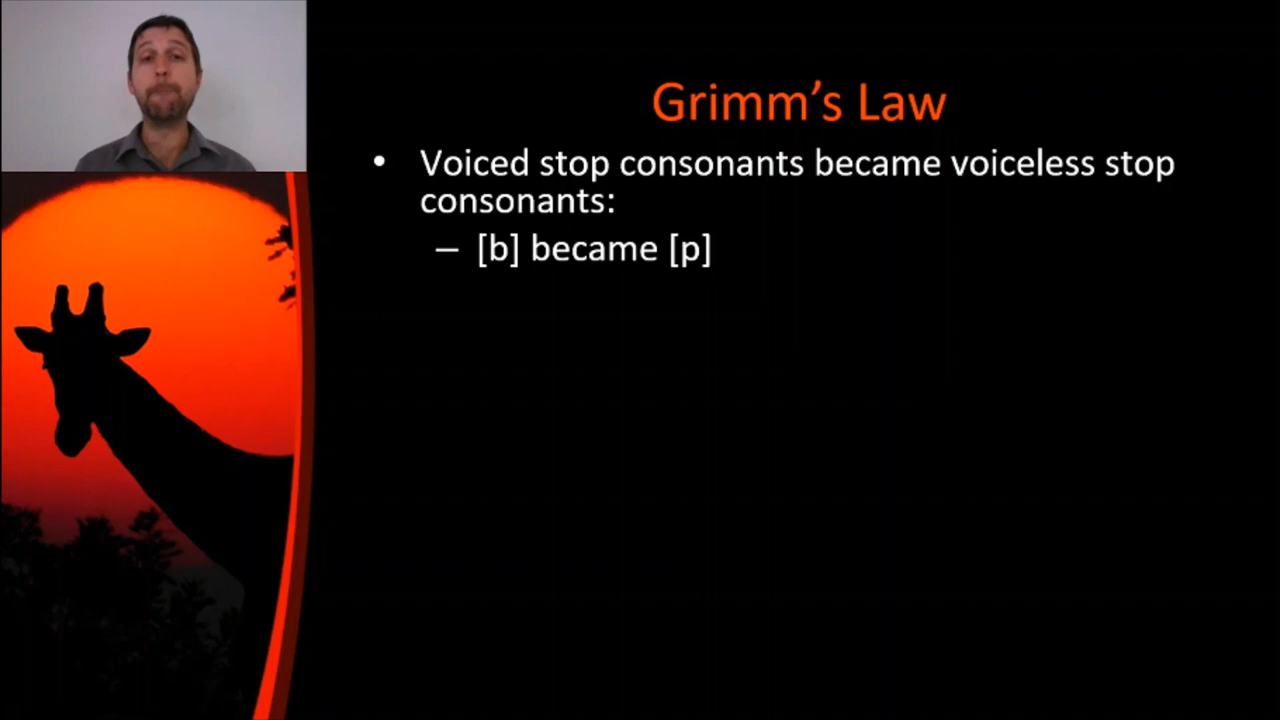 Grimm’s Law
• Voiced stop consonants became voiceless stop
consonants:
– [b] became [p]